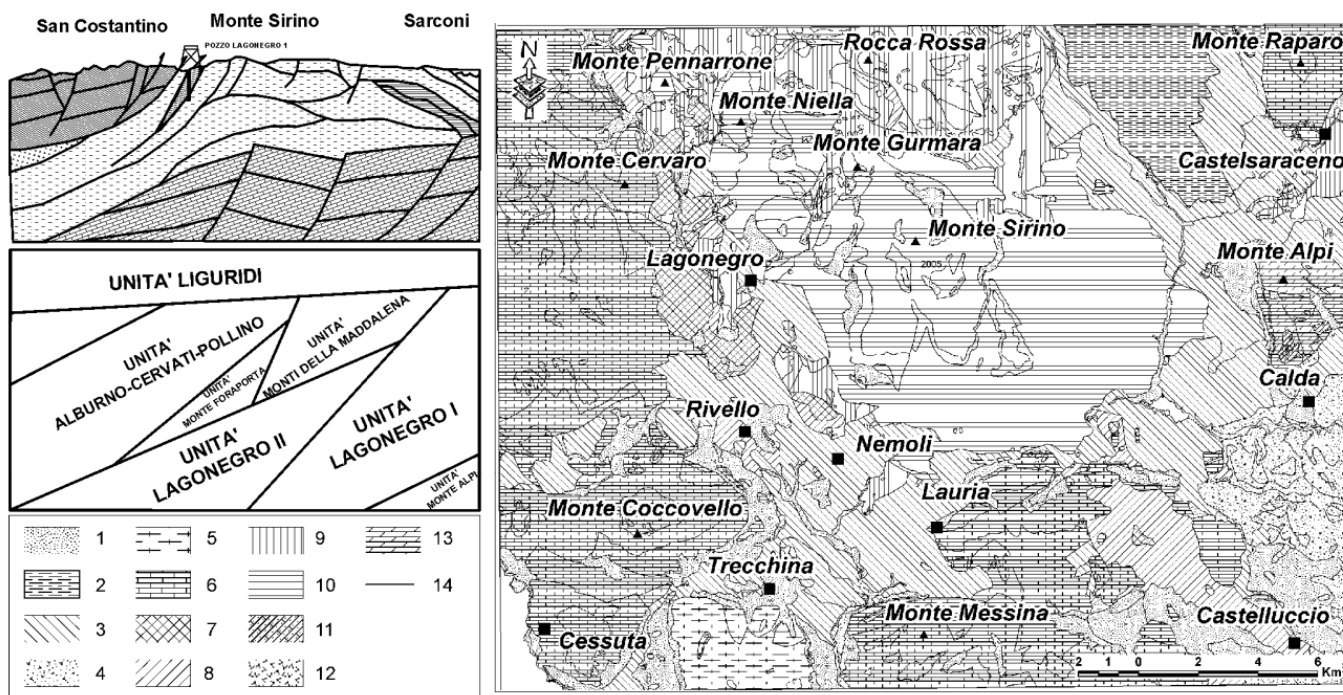 San Costantino
Monte Sirino
Sarconi
POZZO LAGONEGRO 1
UNITA' LIGURIDI
UNITA'
ALBURNO-CERVATI-POLLINO
UNITA'
MONTE FORAPORTA
UNITA'
MONTI DELLA MADDALENA
UNITA'
LAGONEGRO II
UNITA'
LAGONEGRO I
UNITA'
MONTE ALPI
1
5
9
13
2
6
10
14
3
7
11
4
8
12
N
Monte Pennarrone
Rocca Rossa
Monte Raparo
Monte Niella
Monte Cervaro
Monte Gurmara
Castelsaraceno
Monte Sirino
2005
Lagonegro
Monte Alpi
Calda
Rivello
Nemoli
Lauria
Monte Coccovello
Trecchina
Monte Messina
Castelluccio
Cessuta
2 1 0 2 4 6
Km